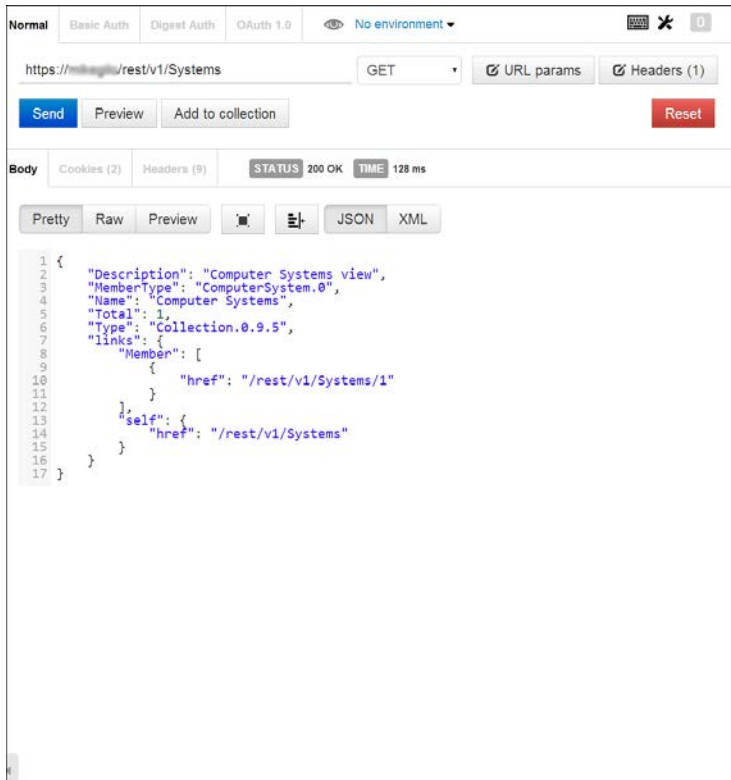 Normal Basic Auth Digest Auth OAuth 1.0 No environment 0
https:// /rest/v1/Systems GET URL params Headers (1)
Send Preview Add to collection Reset
Body Cookies (2) Headers (9) STATUS 200 OK TIME 128 ms
Pretty Raw Preview JSON XML
1 {
2 "Description": "Computer Systems view",
3 "MemberType": "ComputerSystem.0",
4 "Name": "Computer Systems",
5 "Total": 1,
6 "Type": "Collection.0.9.5",
7 "links": {
8 "Member": [
9 {
10 "href": "/rest/v1/Systems/1"
11 }
12 ],
13 "self": {
14 "href": "/rest/v1/Systems"
15 }
16 }
17 }